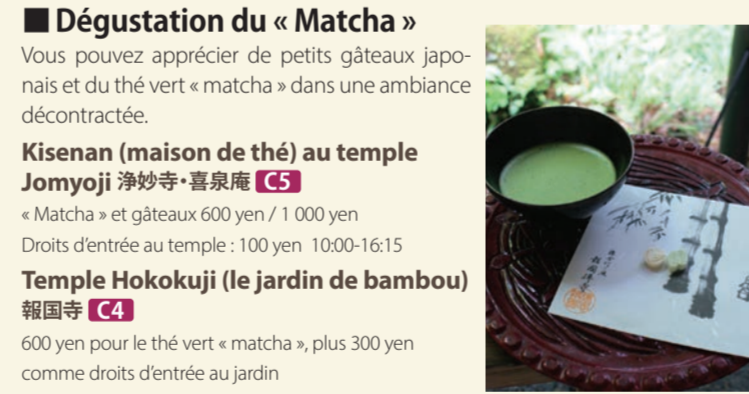 ■ Dégustation du « Matcha »
Vous pouvez apprécier de petits gâteaux japo-
nais et du thé vert « matcha » dans une ambiance
décontractée.
Kisenan (maison de thé) au temple
Jomyoji 浄妙寺・喜泉庵 C5
« Matcha » et gâteaux 600 yen / 1 000 yen
Droits d’entrée au temple : 100 yen 10:00-16:15
Temple Hokokuji (le jardin de bambou)
報国寺 C4
600 yen pour le thé vert « matcha », plus 300 yen
comme droits d’entrée au jardin